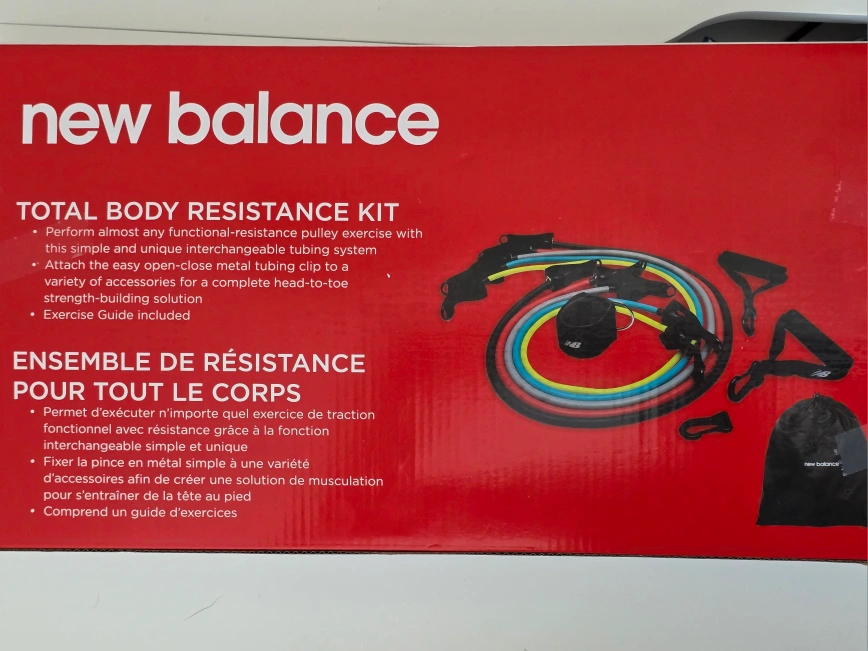 new balance
TOTAL BODY RESISTANCE KIT
• Perform almost any functional-resistance pulley exercise with
this simple and unique interchangeable tubing system
• Attach the easy open-close metal tubing clip to a
variety of accessories for a complete head-to-toe
strength-building solution
• Exercise Guide included
ENSEMBLE DE RÉSISTANCE
POUR TOUT LE CORPS
• Permet d'exécuter n'importe quel exercice de traction
fonctionnel avec résistance grâce à la fonction
interchangeable simple et unique
• Fixer la pince en métal simple à une variété
d'accessoires afin de créer une solution de musculation
pour s'entraîner de la tête au pied
• Comprend un guide d'exercices
NB
NB
new balance